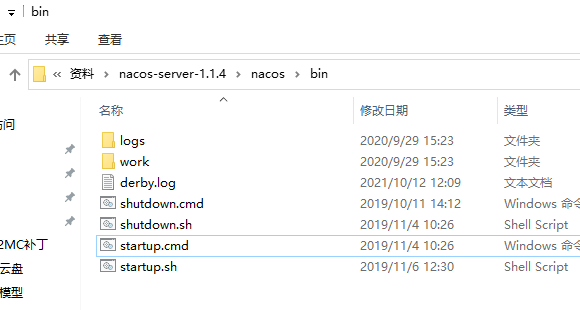 bin
主页 共享 查看
« 资料 › nacos-server-1.1.4 › nacos › bin
名称 修改日期 类型
logs 2020/9/29 15:23 文件夹
work 2020/9/29 15:23 文件夹
derby.log 2021/10/12 12:09 文本文档
shutdown.cmd 2019/10/11 14:12 Windows 命
shutdown.sh 2019/11/4 10:26 Shell Script
startup.cmd 2019/11/4 10:26 Windows 命
startup.sh 2019/11/6 12:30 Shell Script
访问
2MC补丁
云盘
模型